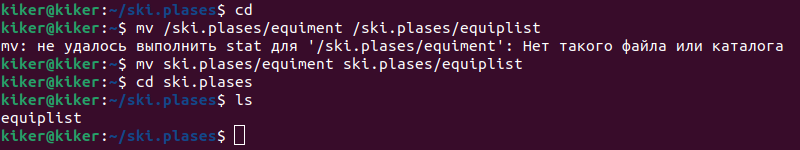 kiker@kiker:~/ski.plases$ cd
kiker@kiker:~$ mv /ski.plases/equiment /ski.plases/equiplist
mv: не удалось выполнить stat для '/ski.plases/equiment': Нет такого файла или каталога
kiker@kiker:~$ mv ski.plases/equiment ski.plases/equiplist
kiker@kiker:~$ cd ski.plases
kiker@kiker:~/ski.plases$ ls
equiplist
kiker@kiker:~/ski.plases$